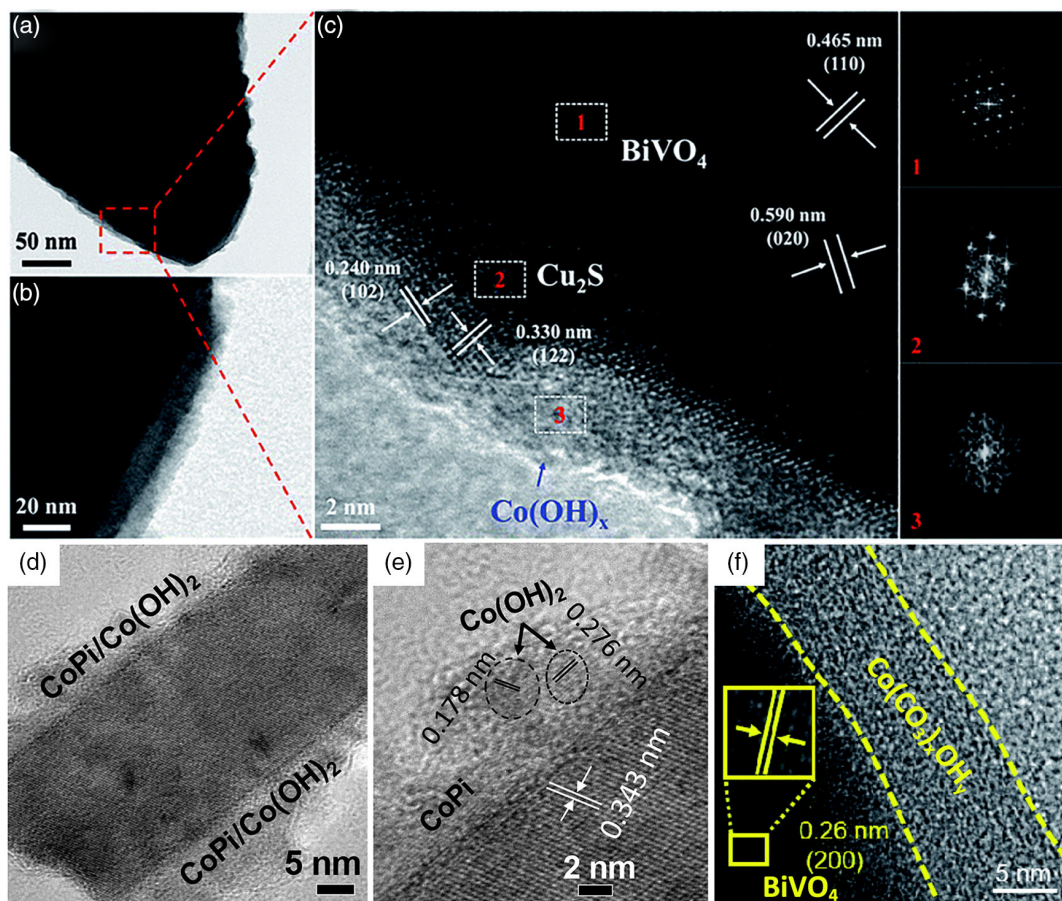 (a)
50 nm
(b)
20 nm
(c)
0.465 nm
(110)
1
BiVO₄
0.590 nm
(020)
0.240 nm
(102)
2
Cu₂S
0.330 nm
(122)
3
2 nm
Co(OH)ₓ
1
2
3
(d)
CoPi/Co(OH)₂
CoPi/Co(OH)₂
5 nm
(e)
Co(OH)₂
0.178 nm
0.276 nm
CoPi
0.343 nm
2 nm
(f)
Co(CO₃)ₓOHᵧ
0.26 nm
(200)
BiVO₄
5 nm